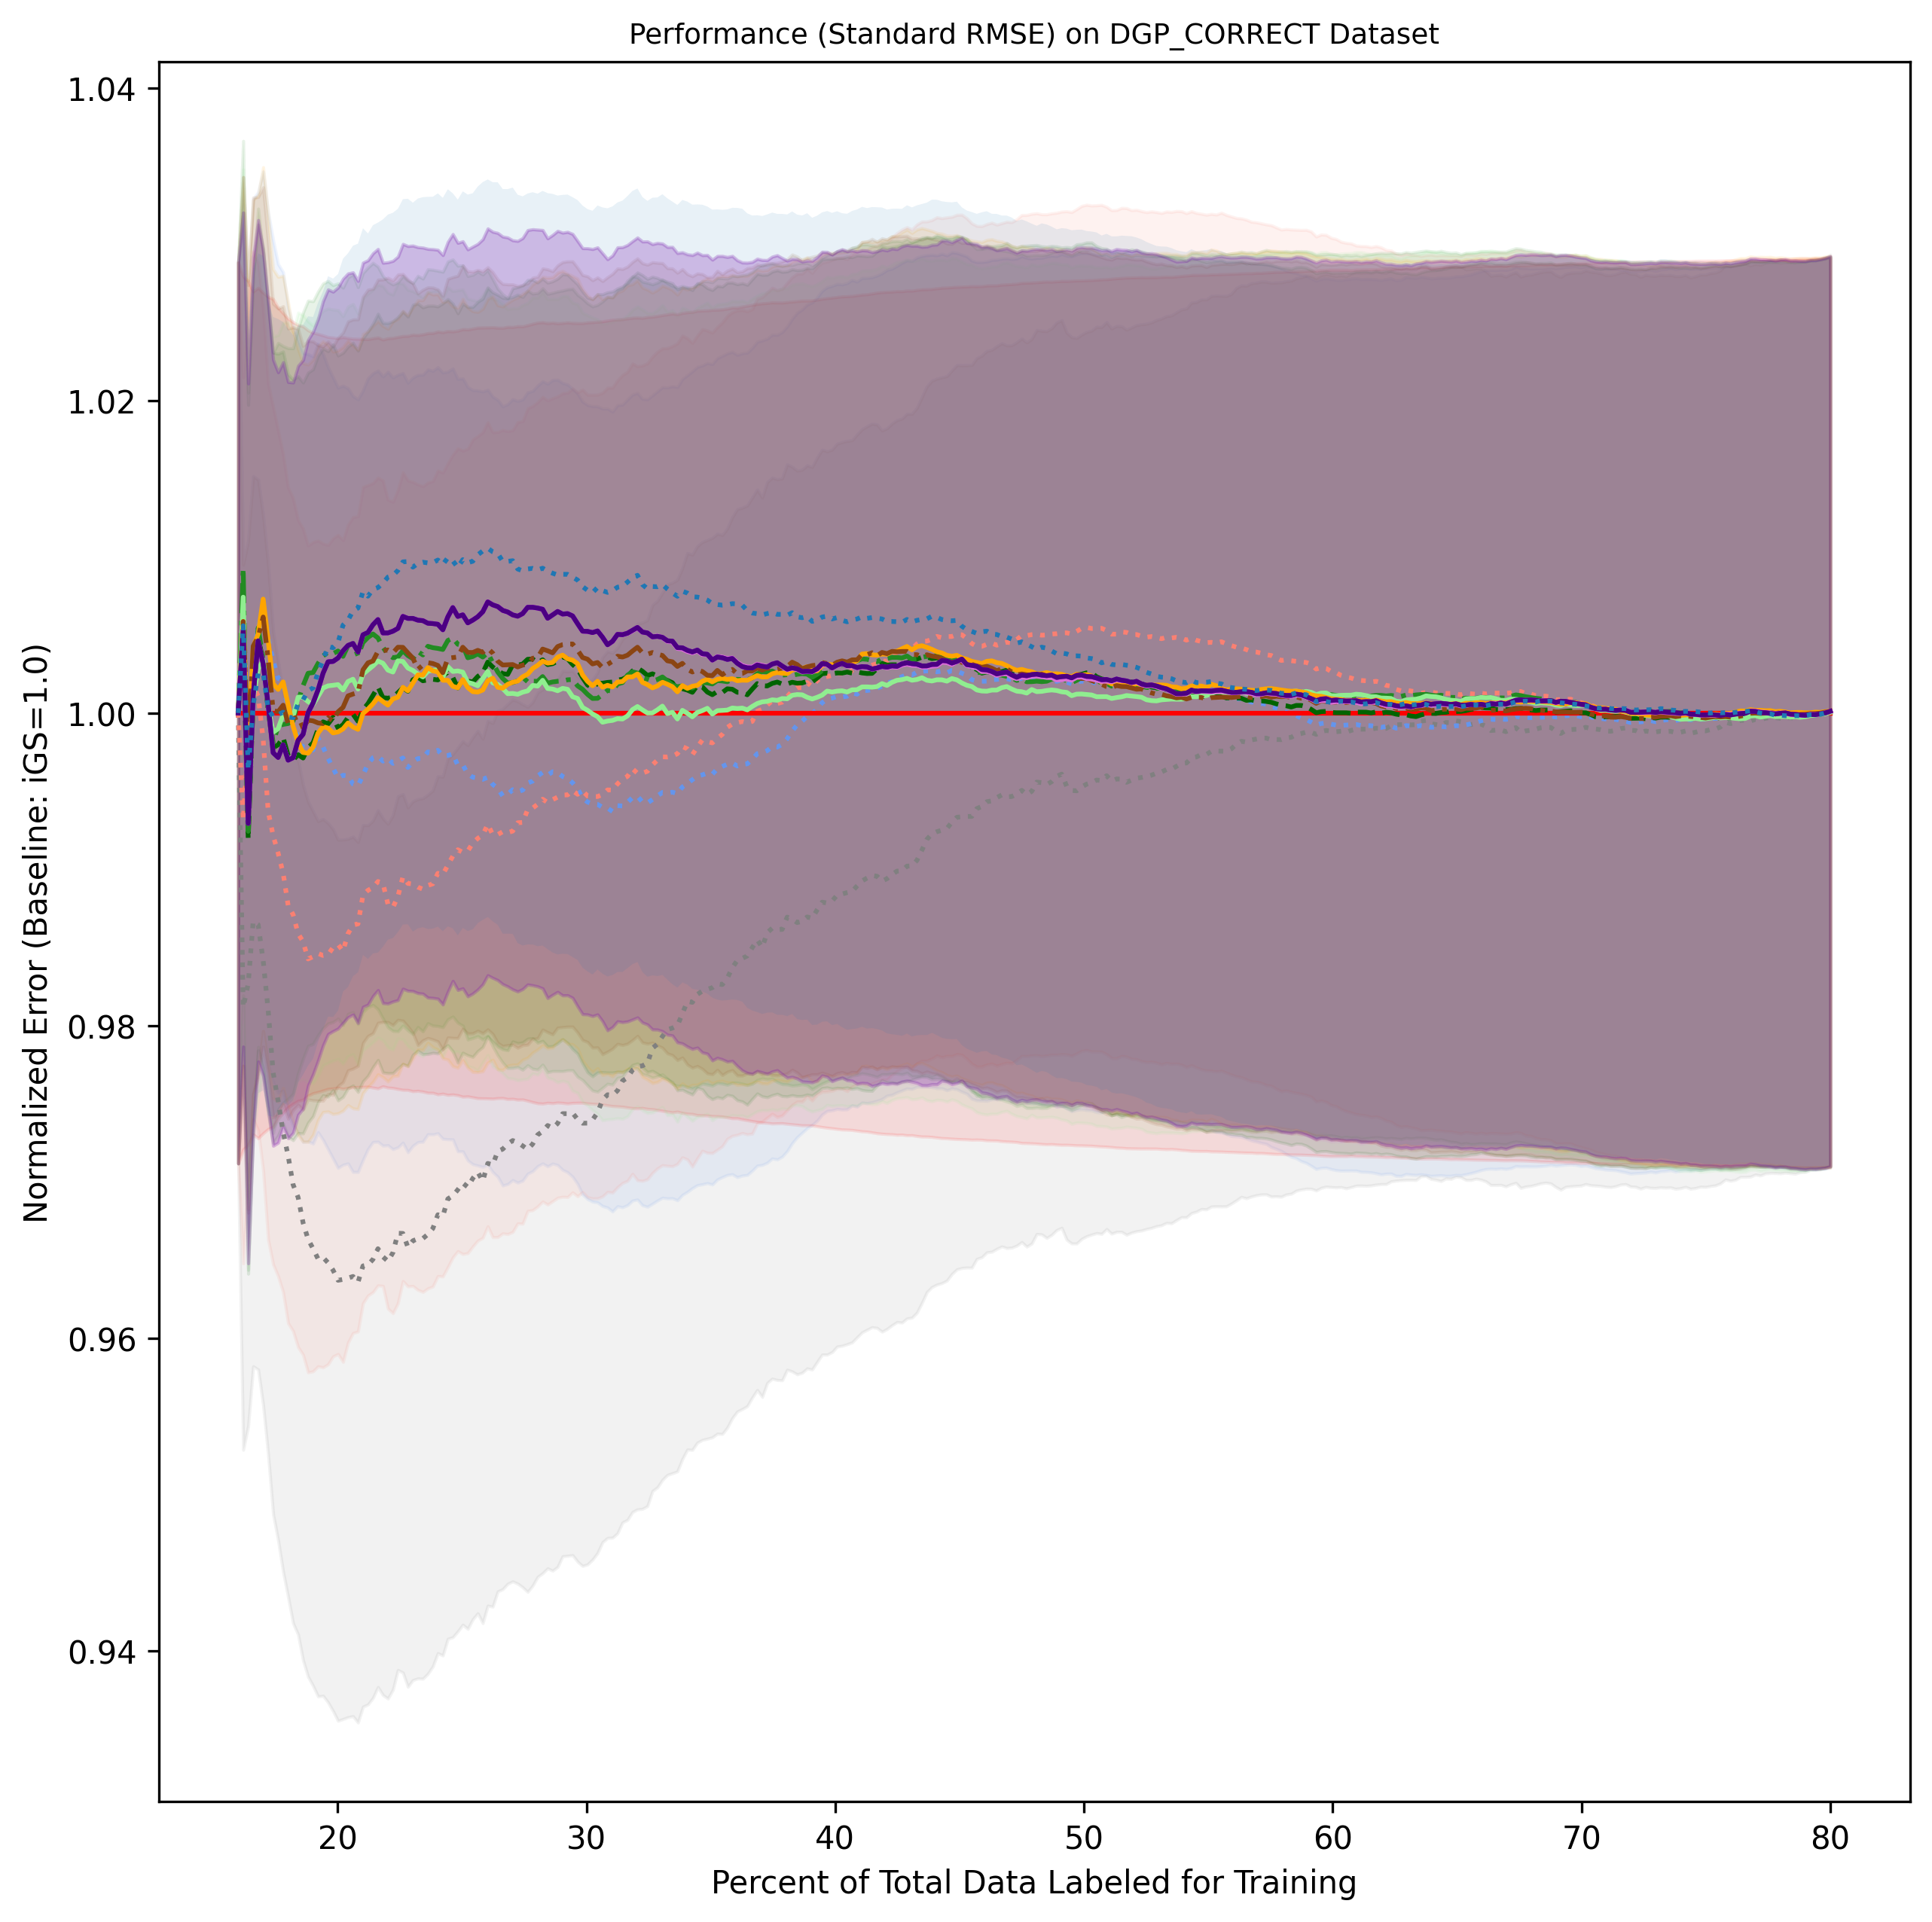 Performance (Standard RMSE) on DGP_CORRECT Dataset
Normalized Error (Baseline: iGS=1.0)
1.04
1.02
1.00
0.98
0.96
0.94
20 30 40 50 60 70 80
Percent of Total Data Labeled for Training